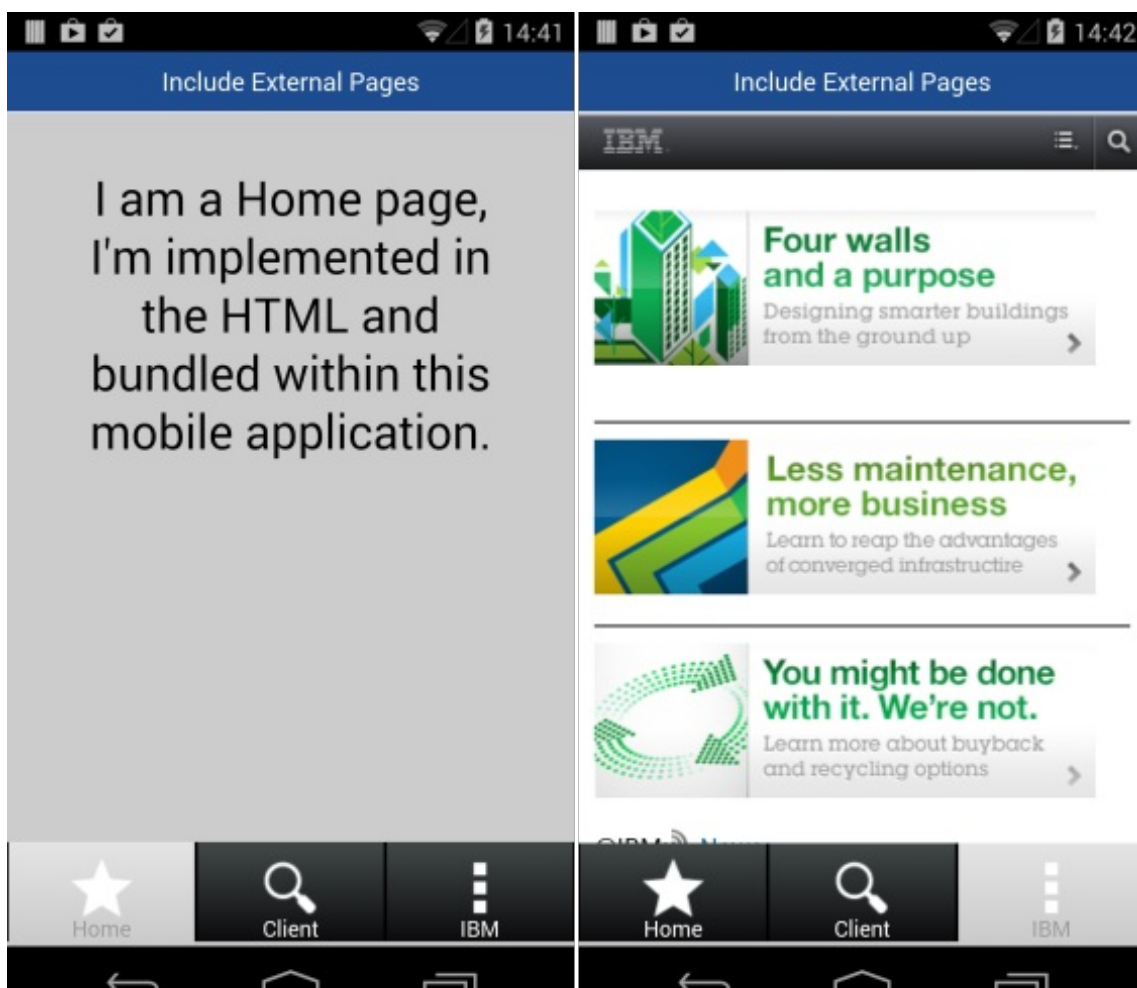 14:41
Include External Pages
I am a Home page,
I'm implemented in
the HTML and
bundled within this
mobile application.
Home
Client
IBM
14:42
Include External Pages
IBM
Four walls
and a purpose
Designing smarter buildings
from the ground up
Less maintenance,
more business
Learn to reap the advantages
of converged infrastructire
You might be done
with it. We're not.
Learn more about buyback
and recycling options
Home
Client
IBM